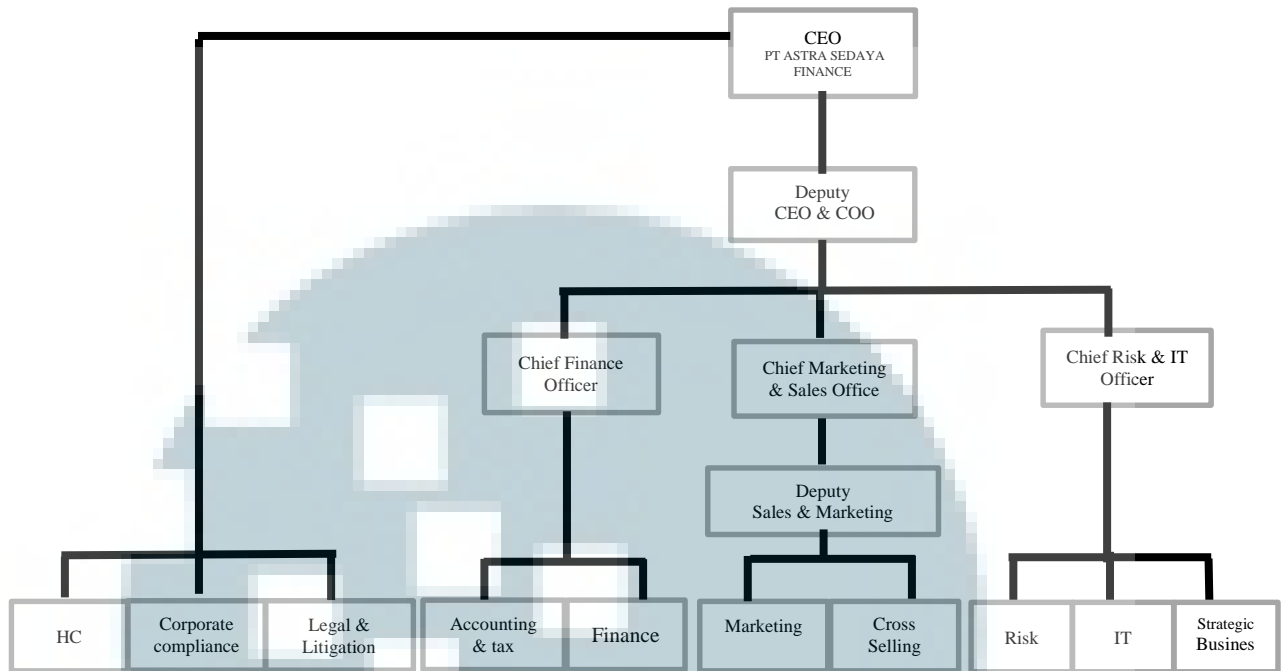 CEO
PT ASTRA SEDAYA
FINANCE
Deputy
CEO & COO
Chief Finance
Officer
Chief Marketing
& Sales Office
Chief Risk & IT
Officer
Deputy
Sales & Marketing
HC
Corporate
compliance
Legal &
Litigation
Accounting
& tax
Finance
Marketing
Cross
Selling
Risk
IT
Strategic
Busines